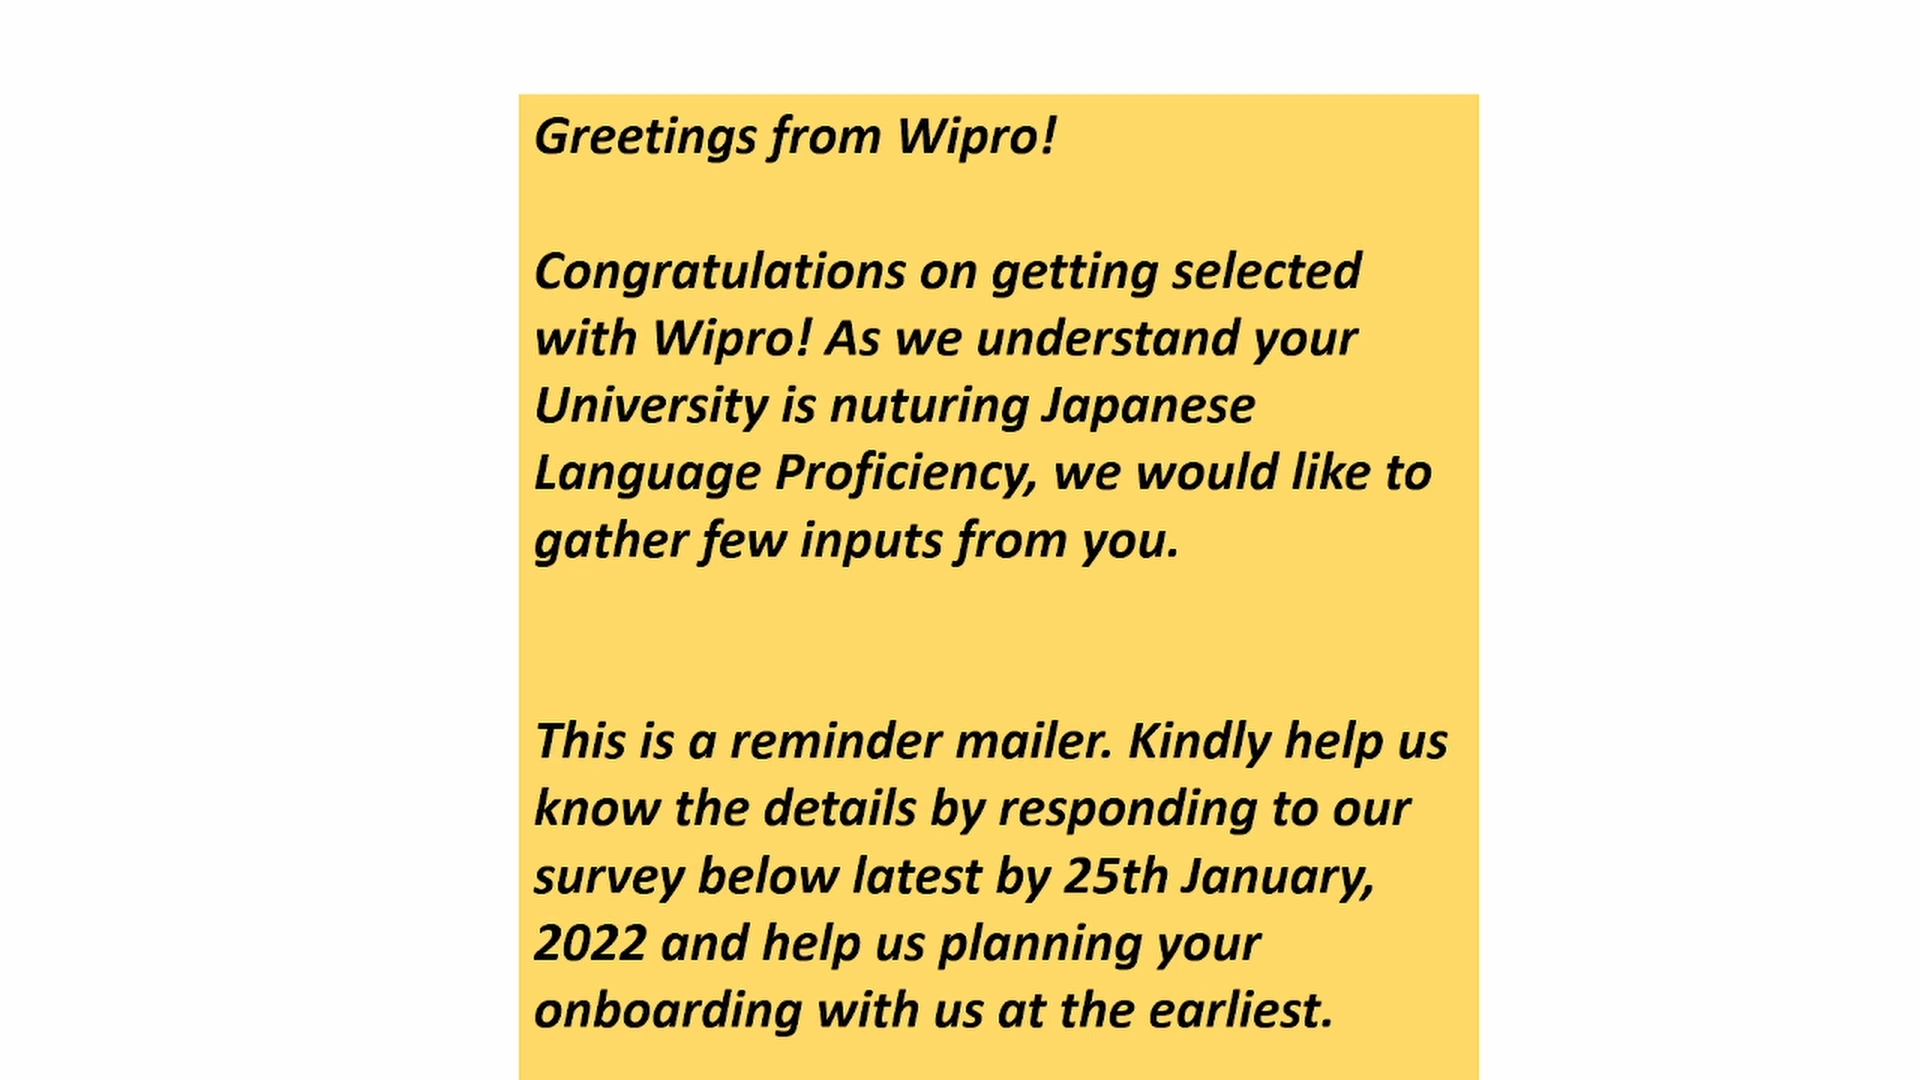 Greetings from Wipro!
Congratulations on getting selected
with Wipro! As we understand your
University is nuturing Japanese
Language Proficiency, we would like to
gather few inputs from you.
This is a reminder mailer. Kindly help us
know the details by responding to our
survey below latest by 25th January,
2022 and help us planning your
onboarding with us at the earliest.